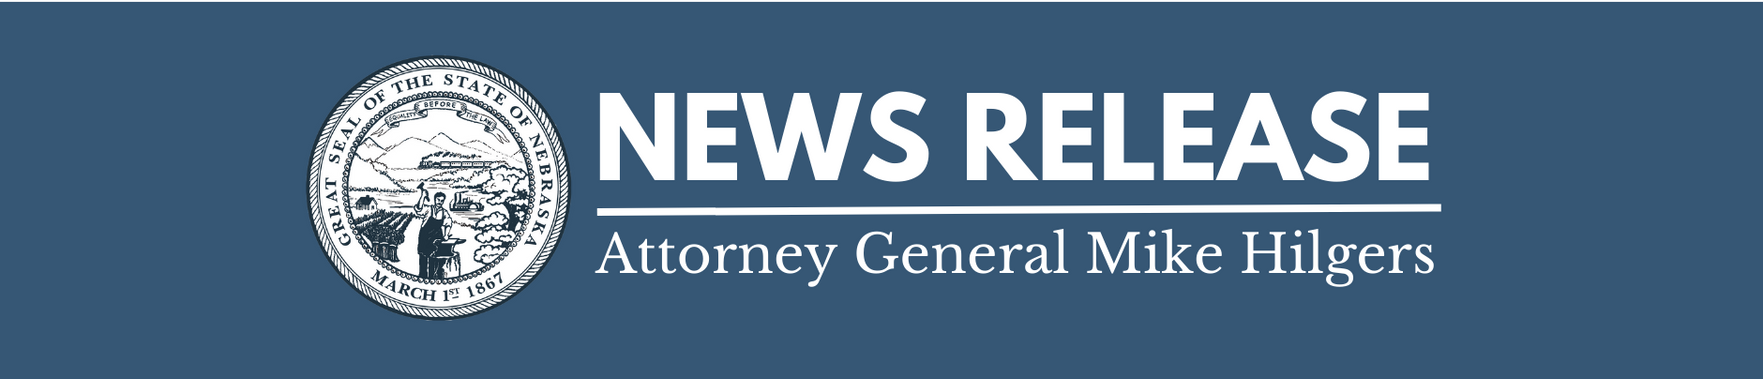 GREAT SEAL OF THE STATE OF NEBRASKA
EQUALITY BEFORE THE LAW
MARCH 1ST 1867
NEWS RELEASE
Attorney General Mike Hilgers